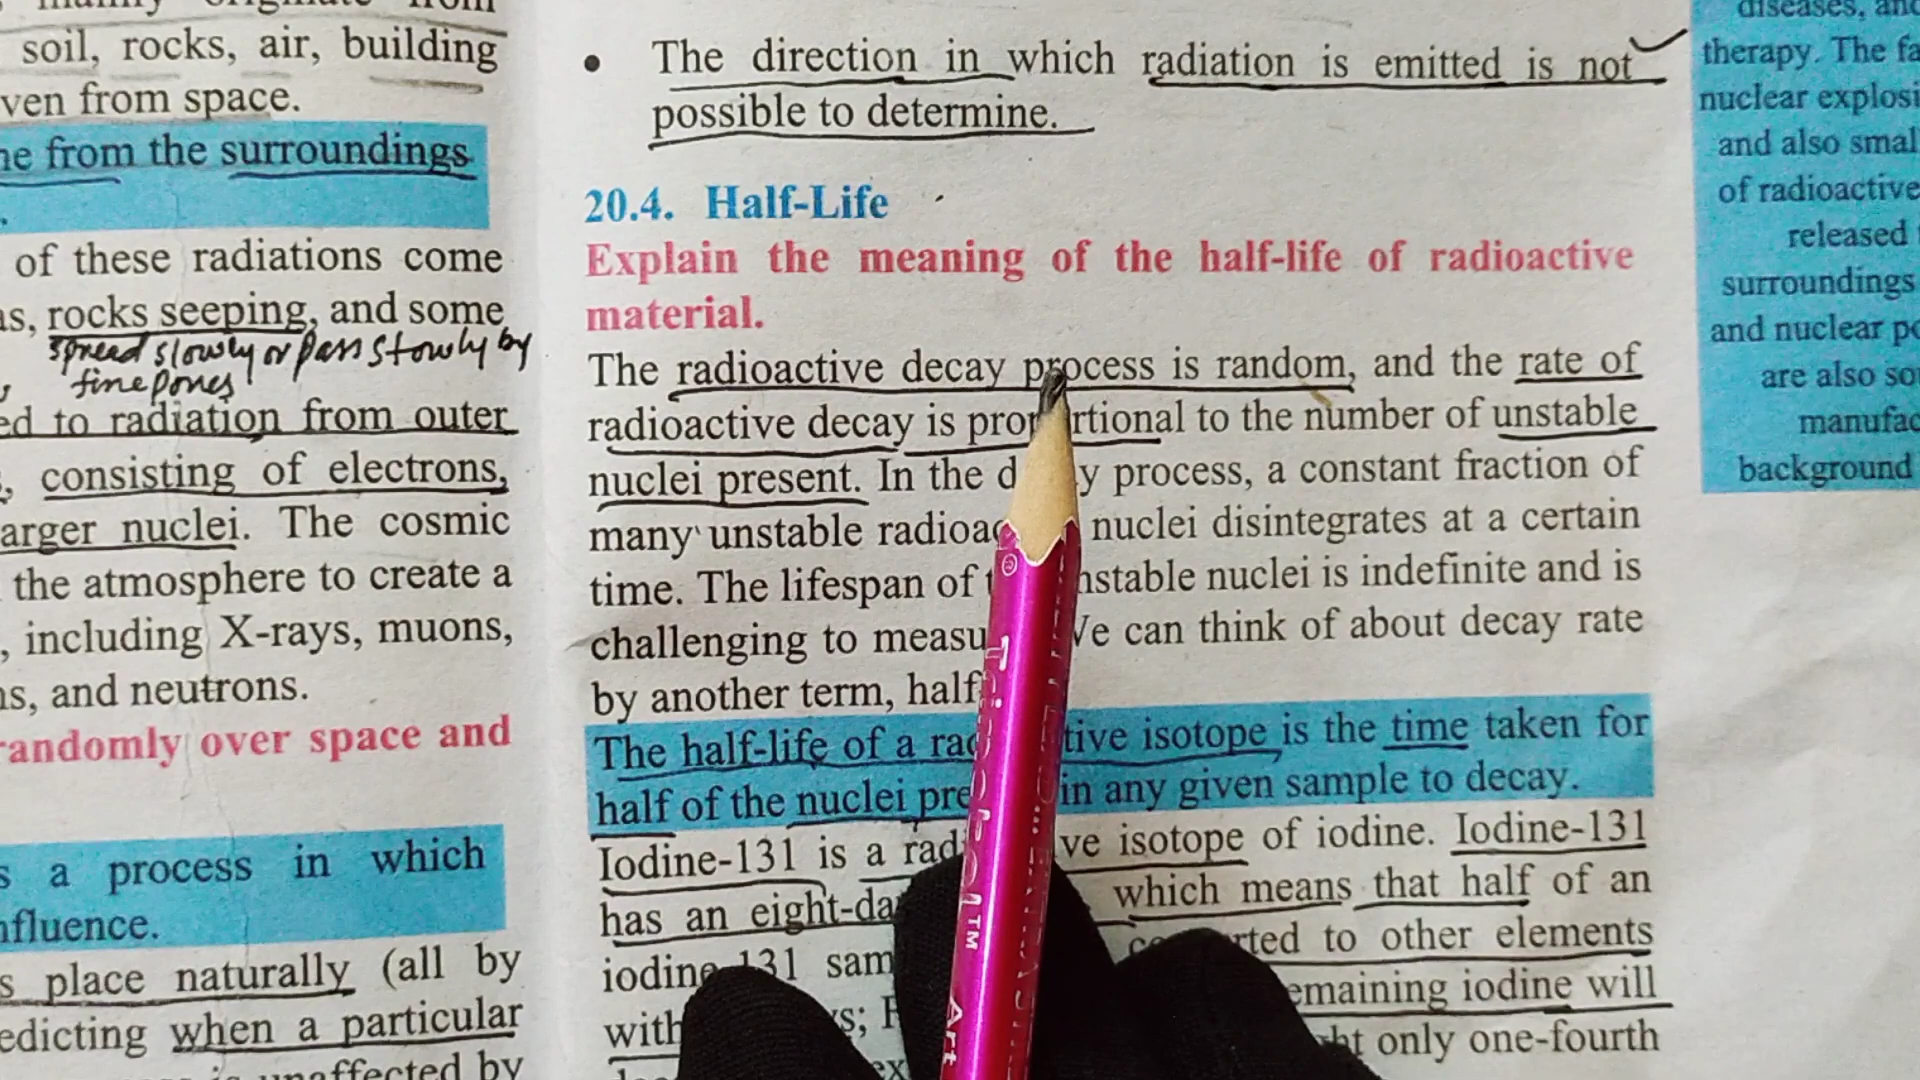 soil, rocks, air, building
ven from space.
from the surroundings
of these radiations come
rocks seeping, and some
spread slowly or pass slowly by
fine pores
ed to radiation from outer
consisting of electrons,
arger nuclei. The cosmic
the atmosphere to create a
, including X-rays, muons,
ns, and neutrons.
randomly over space and
s a process in which
nfluence.
s place naturally (all by
edicting when a particular
unaffected by
• The direction in which radiation is emitted is not
possible to determine.
20.4. Half-Life
Explain the meaning of the half-life of radioactive
material.
The radioactive decay process is random, and the rate of
radioactive decay is pro rtional to the number of unstable
nuclei present. In the d y process, a constant fraction of
many unstable radioac nuclei disintegrates at a certain
time. The lifespan of nstable nuclei is indefinite and is
challenging to measu e can think of about decay rate
by another term, half
The half-life of a rad tive isotope is the time taken for
half of the nuclei pre in any given sample to decay.
Iodine-131 is a rad ve isotope of iodine. Iodine-131
has an eight-da which means that half of an
iodine-131 sam rted to other elements
with emaining iodine will
only one-fourth
diseases, and
therapy. The fa
nuclear explosi
and also smal
of radioactive
released
surroundings
and nuclear po
are also so
manufac
background
Art